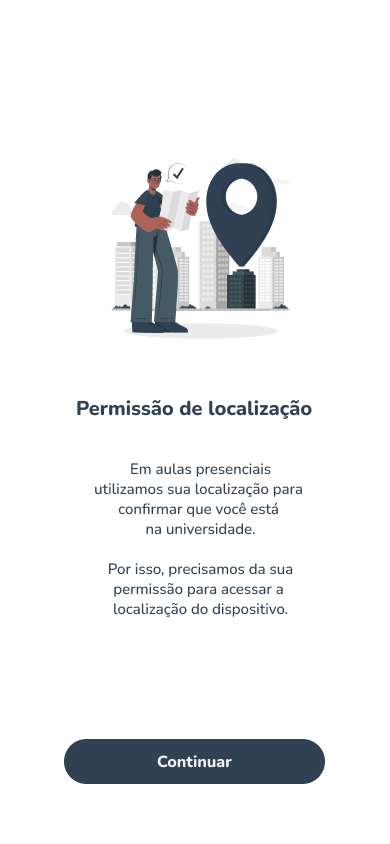 Permissão de localização
Em aulas presenciais
utilizamos sua localização para
confirmar que você está
na universidade.
Por isso, precisamos da sua
permissão para acessar a
localização do dispositivo.
Continuar